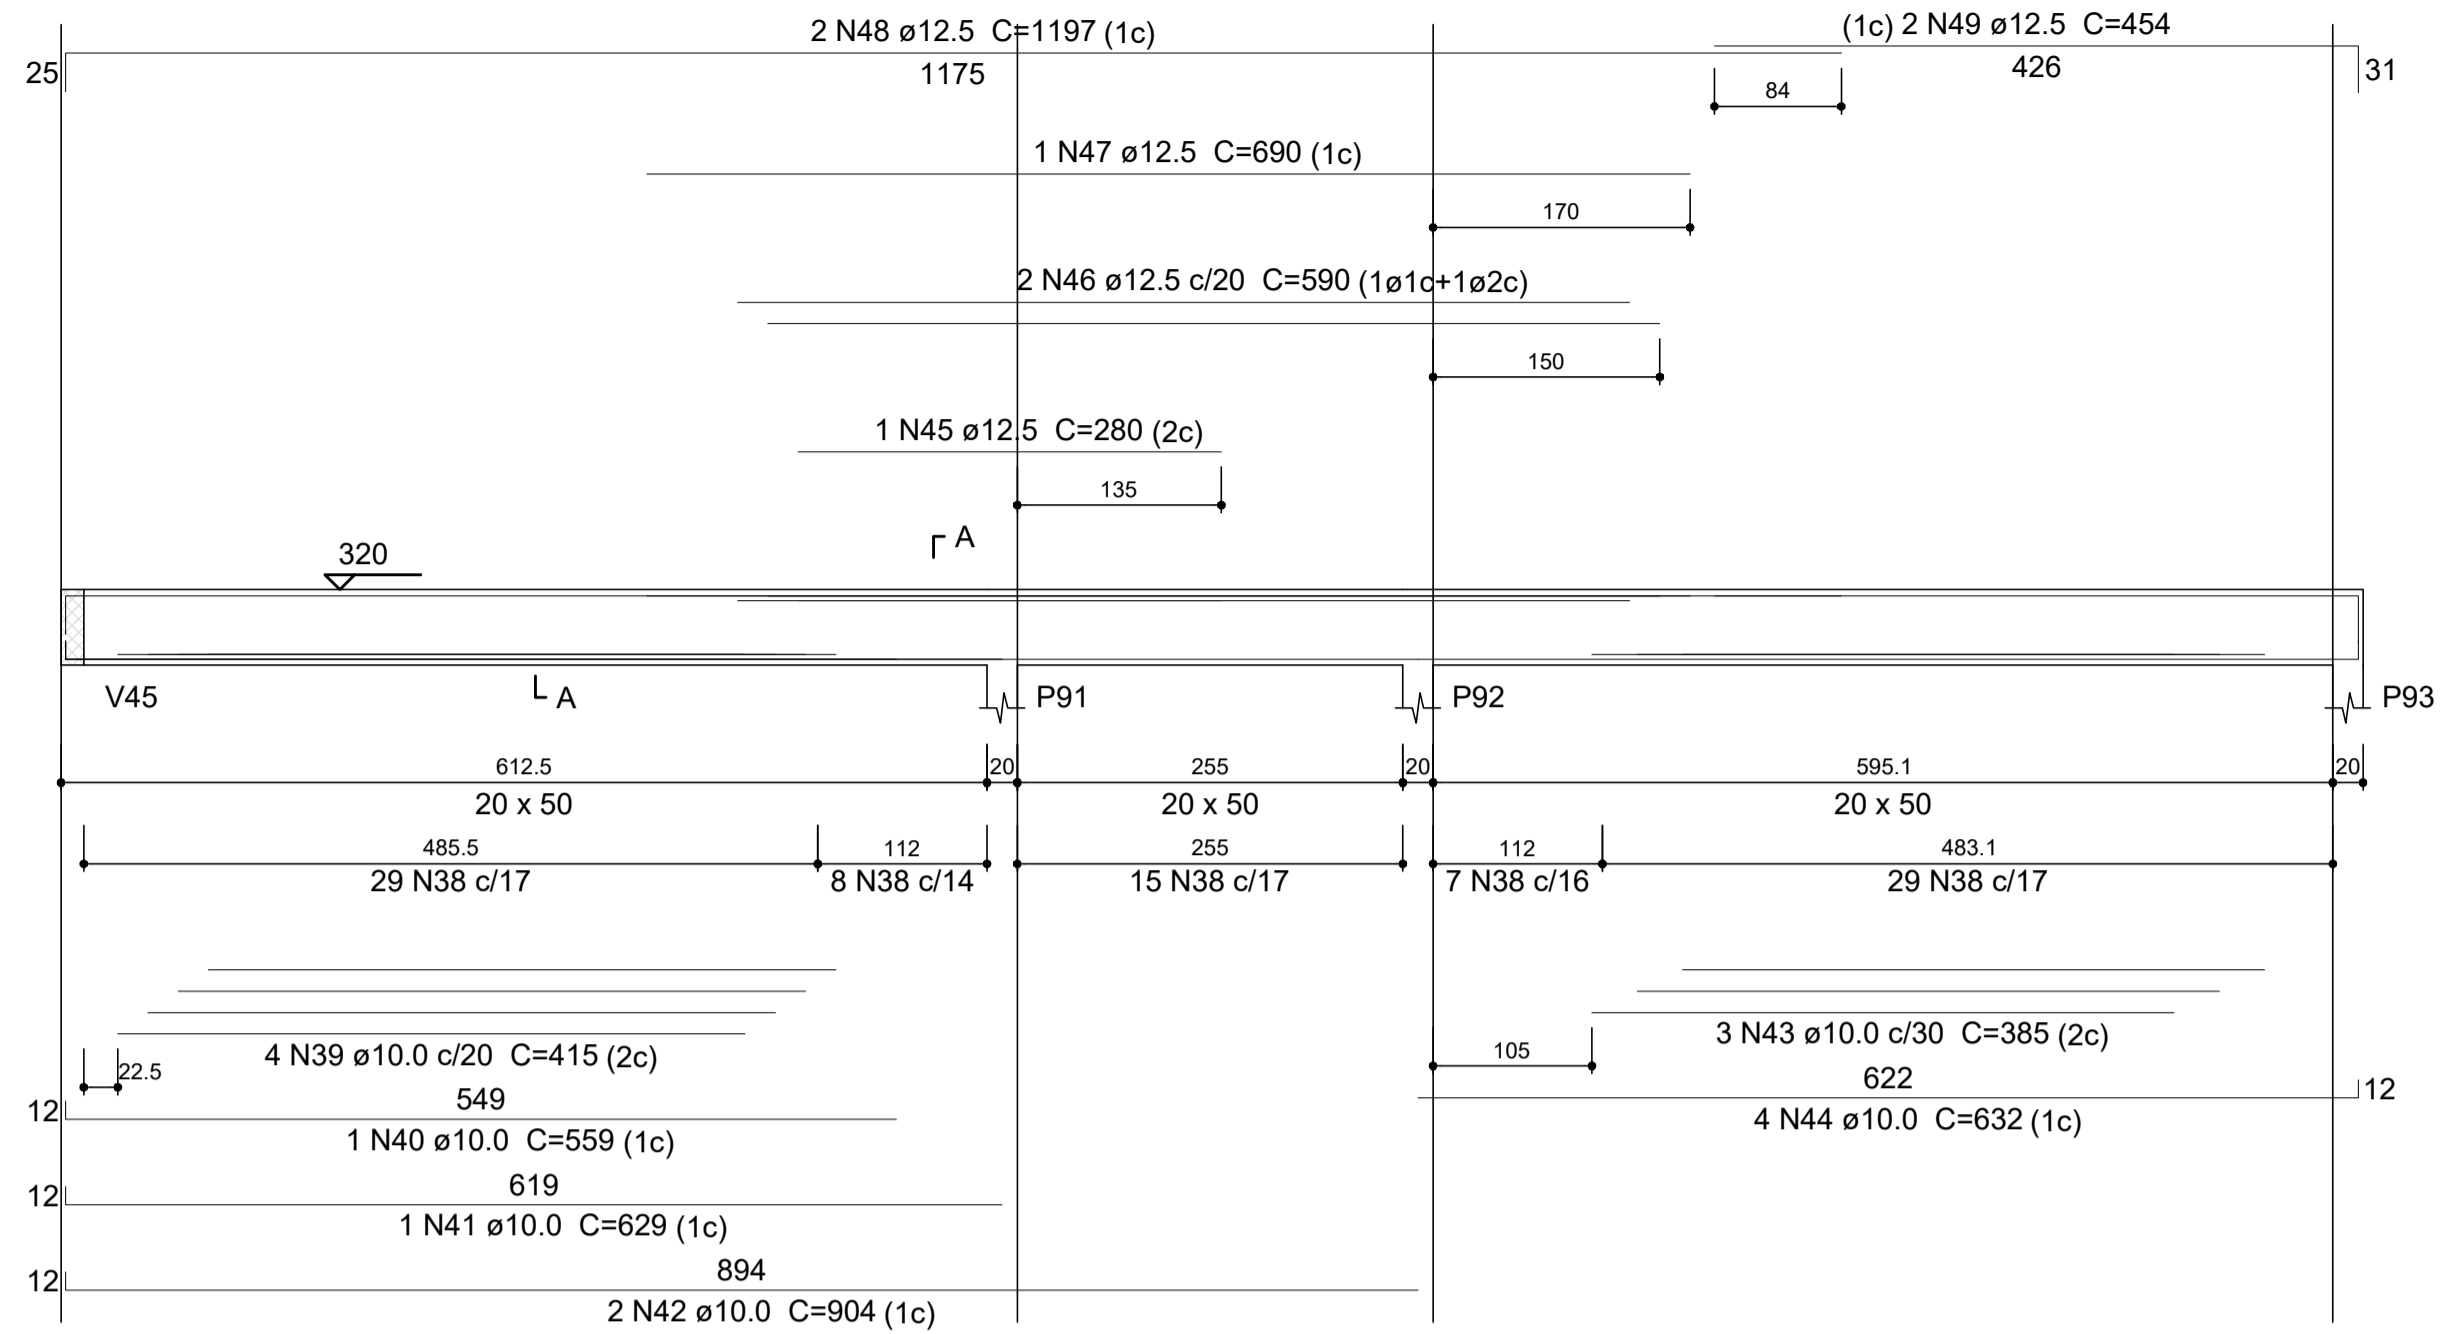 2 N48 ø12.5 C=1197 (1c)
(1c) 2 N49 ø12.5 C=454
25
1175
426
31
84
1 N47 ø12.5 C=690 (1c)
170
2 N46 ø12.5 c/20 C=590 (1ø1c+1ø2c)
150
1 N45 ø12.5 C=280 (2c)
135
A
320
V45
A
P91
P92
P93
612.5
20
255
20
595.1
20
20 x 50
20 x 50
20 x 50
485.5
112
255
112
483.1
29 N38 c/17
8 N38 c/14
15 N38 c/17
7 N38 c/16
29 N38 c/17
4 N39 ø10.0 c/20 C=415 (2c)
3 N43 ø10.0 c/30 C=385 (2c)
22.5
105
549
622
12
12
1 N40 ø10.0 C=559 (1c)
4 N44 ø10.0 C=632 (1c)
619
12
1 N41 ø10.0 C=629 (1c)
894
12
2 N42 ø10.0 C=904 (1c)